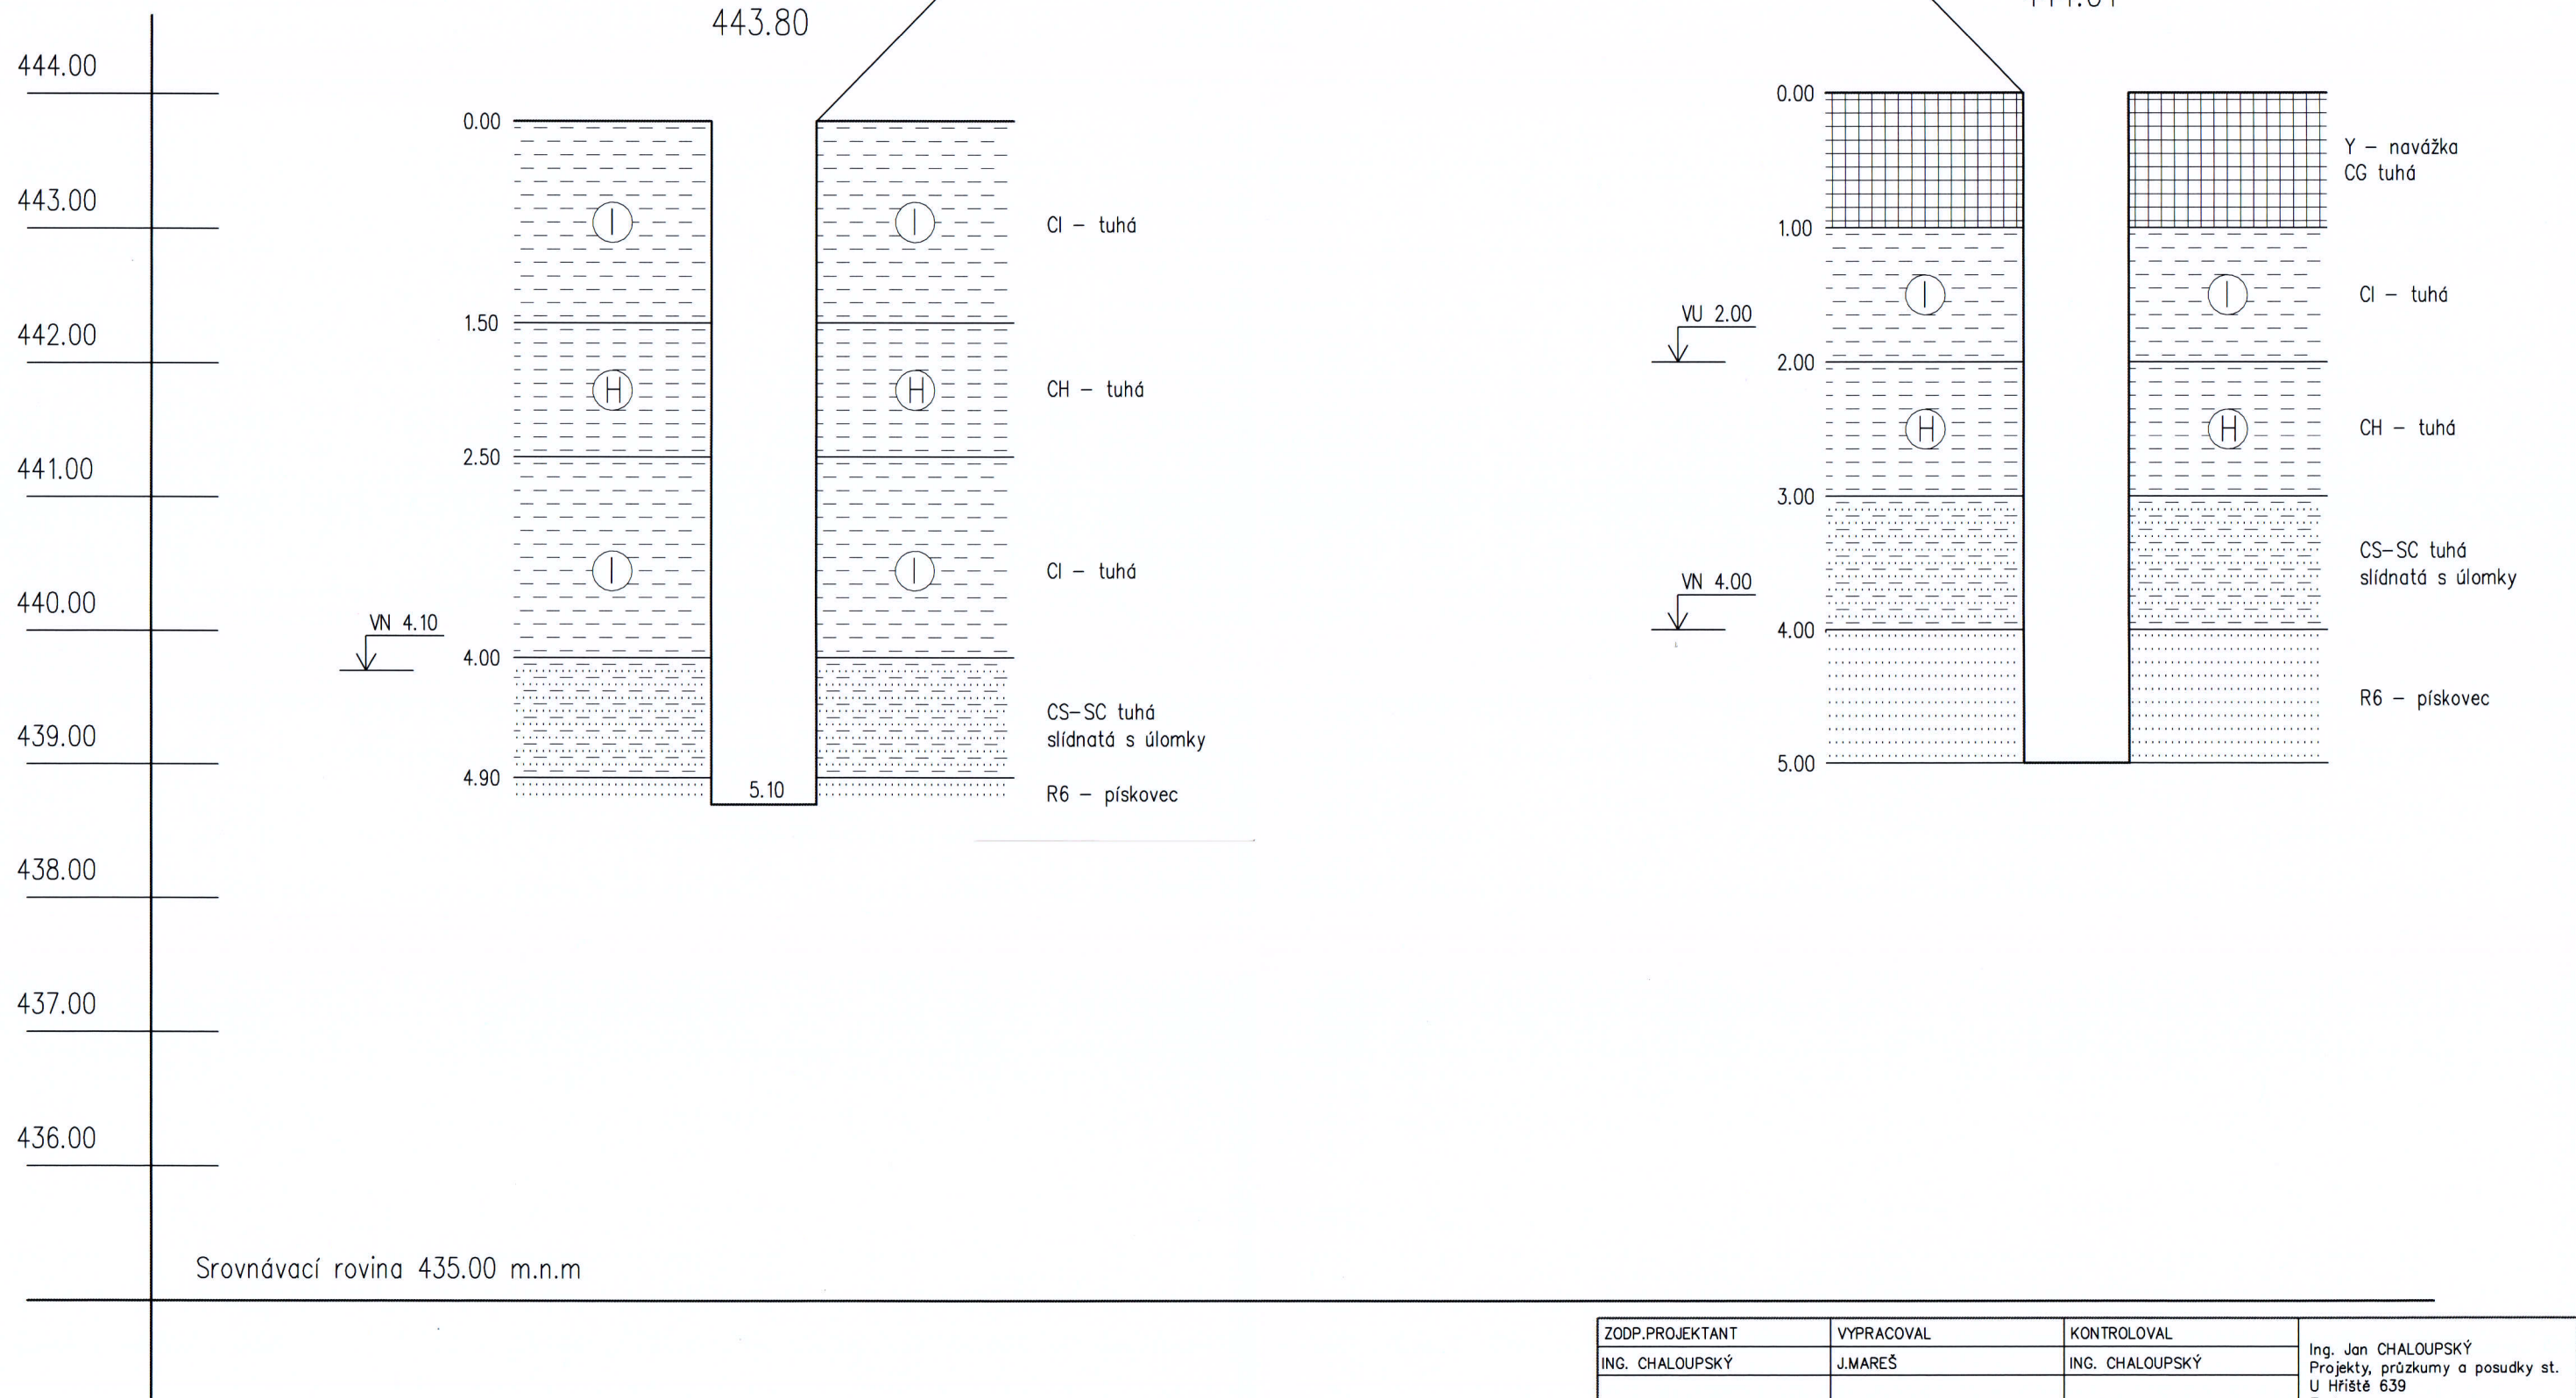 443.80
444.00
443.00
442.00
441.00
440.00
439.00
438.00
437.00
436.00
0.00
1.50
2.50
4.00
4.90
VN 4.10
I
I
H
H
I
I
5.10
CI – tuhá
CH – tuhá
CI – tuhá
CS–SC tuhá
slídnatá s úlomky
R6 – pískovec
0.00
1.00
2.00
3.00
4.00
5.00
VU 2.00
VN 4.00
I
I
H
H
Y – navážka
CG tuhá
CI – tuhá
CH – tuhá
CS–SC tuhá
slídnatá s úlomky
R6 – pískovec
Srovnávací rovina 435.00 m.n.m
ZODP.PROJEKTANT
VYPRACOVAL
KONTROLOVAL
ING. CHALOUPSKÝ
J.MAREŠ
ING. CHALOUPSKÝ
Ing. Jan CHALOUPSKÝ
Projekty, průzkumy a posudky st.
U Hřiště 639